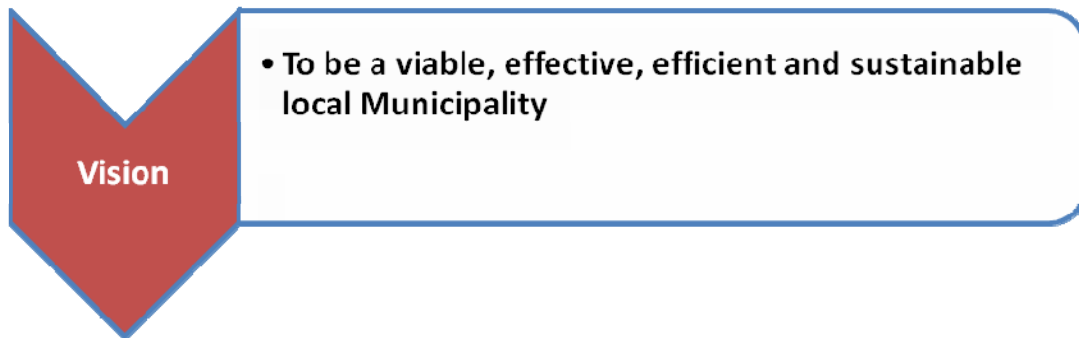 Vision
• To be a viable, effective, efficient and sustainable
local Municipality